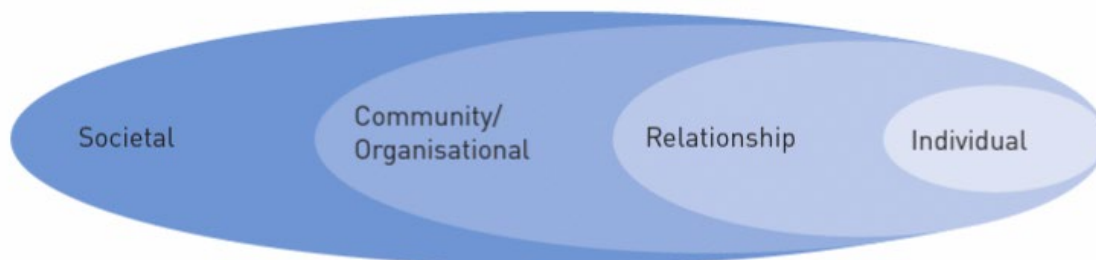 Societal
Community/
Organisational
Relationship
Individual